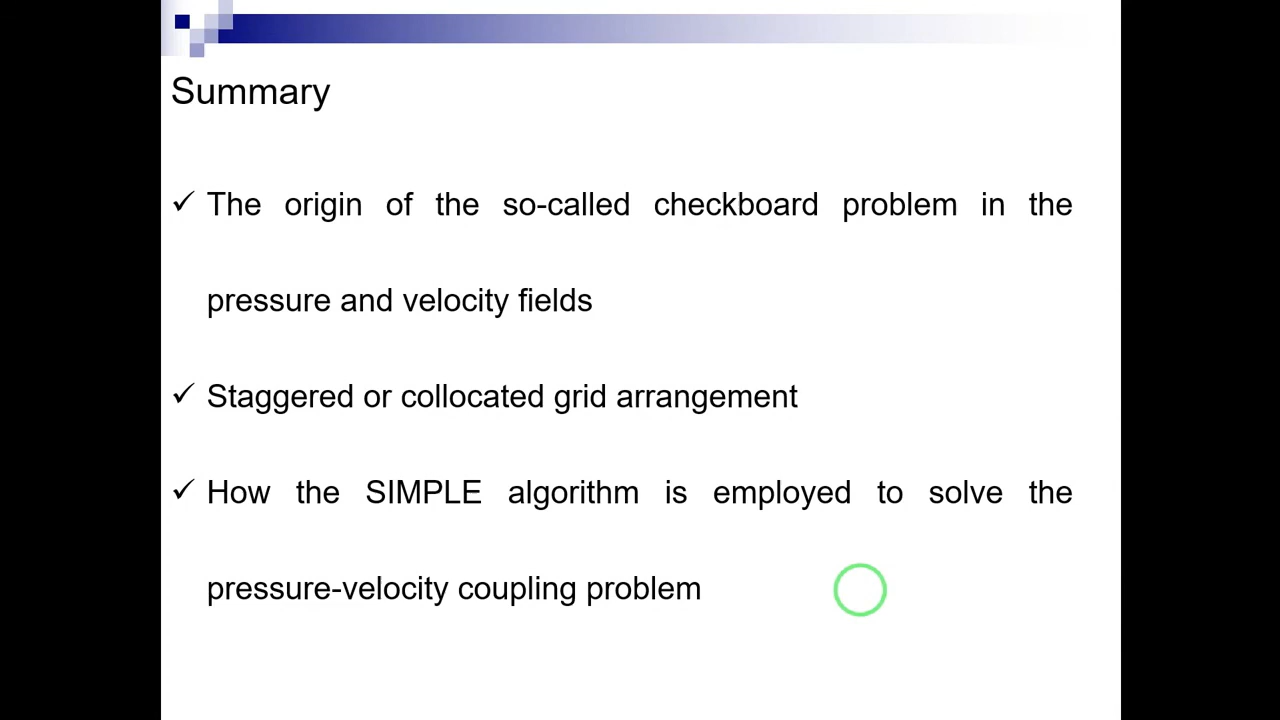 Summary
✓ The origin of the so-called checkboard problem in the
pressure and velocity fields
✓ Staggered or collocated grid arrangement
✓ How the SIMPLE algorithm is employed to solve the
pressure-velocity coupling problem